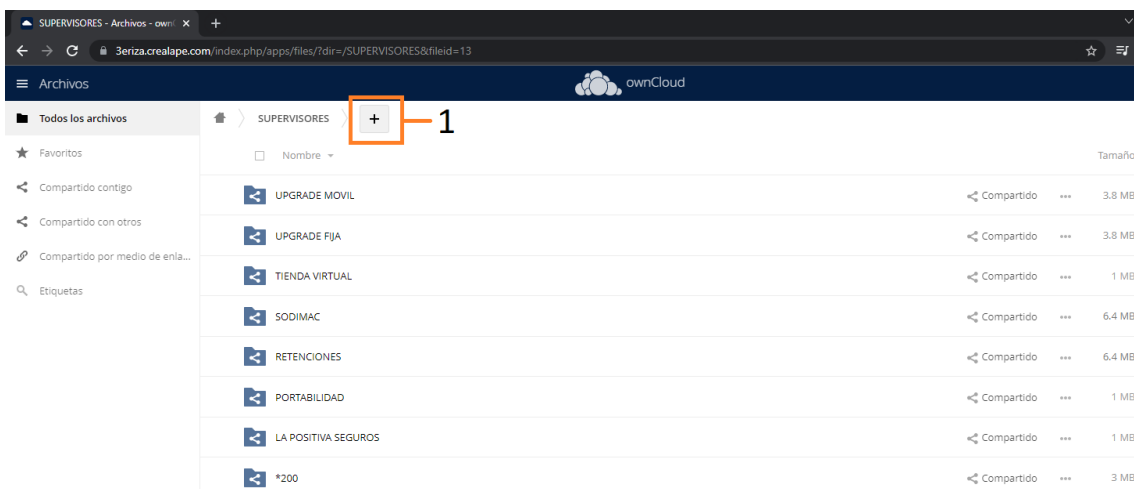 SUPERVISORES - Archivos - own
3eriza.crealape.com/index.php/apps/files/?dir=/SUPERVISORES&fileid=13
Archivos
ownCloud
Todos los archivos
SUPERVISORES
+
1
Favoritos
Nombre
Tamaño
Compartido contigo
UPGRADE MOVIL Compartido ... 3.8 MB
Compartido con otros
UPGRADE FIJA Compartido ... 3.8 MB
Compartido por medio de enla...
TIENDA VIRTUAL Compartido ... 1 MB
Etiquetas
SODIMAC Compartido ... 6.4 MB
RETENCIONES Compartido ... 6.4 MB
PORTABILIDAD Compartido ... 1 MB
LA POSITIVA SEGUROS Compartido ... 1 MB
*200 Compartido ... 3 MB